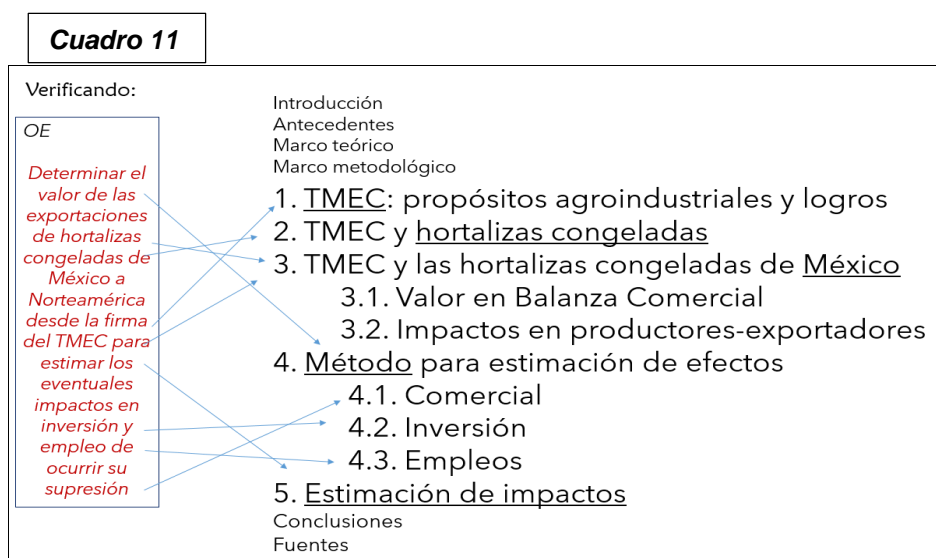 Cuadro 11
Verificando:
OE
Determinar el
valor de las
exportaciones
de hortalizas
congeladas de
México a
Norteamérica
desde la firma
del TMEC para
estimar los
eventuales
impactos en
inversión y
empleo de
ocurrir su
supresión
Introducción
Antecedentes
Marco teórico
Marco metodológico
1. TMEC: propósitos agroindustriales y logros
2. TMEC y hortalizas congeladas
3. TMEC y las hortalizas congeladas de México
3.1. Valor en Balanza Comercial
3.2. Impactos en productores-exportadores
4. Método para estimación de efectos
4.1. Comercial
4.2. Inversión
4.3. Empleos
5. Estimación de impactos
Conclusiones
Fuentes